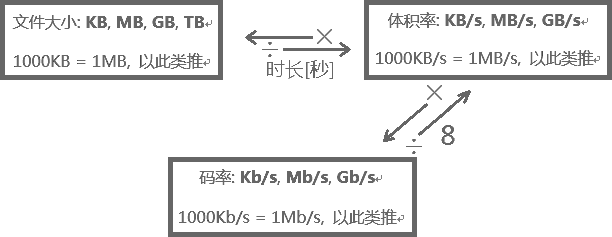 文件大小: KB, MB, GB, TB
1000KB = 1MB, 以此类推
×
÷
时长[秒]
体积率: KB/s, MB/s, GB/s
1000KB/s = 1MB/s, 以此类推
×
÷ 8
码率: Kb/s, Mb/s, Gb/s
1000Kb/s = 1Mb/s, 以此类推